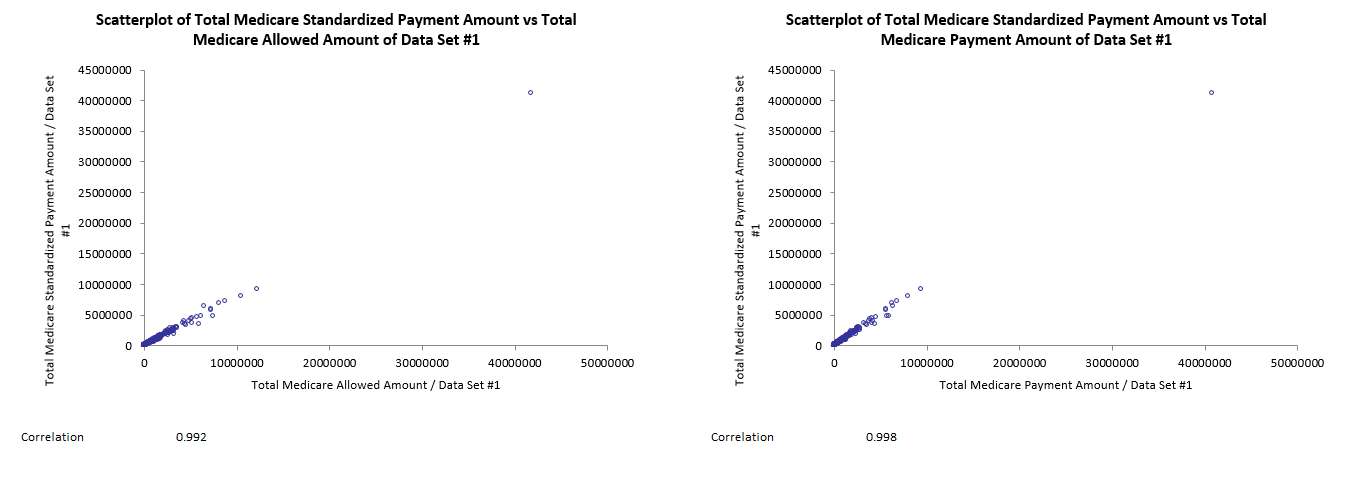 Scatterplot of Total Medicare Standardized Payment Amount vs Total
Medicare Allowed Amount of Data Set #1
Total Medicare Standardized Payment Amount / Data Set
#1
45000000
40000000
35000000
30000000
25000000
20000000
15000000
10000000
5000000
0
0 10000000 20000000 30000000 40000000 50000000
Total Medicare Allowed Amount / Data Set #1
Correlation 0.992
Scatterplot of Total Medicare Standardized Payment Amount vs Total
Medicare Payment Amount of Data Set #1
Total Medicare Standardized Payment Amount / Data Set
#1
45000000
40000000
35000000
30000000
25000000
20000000
15000000
10000000
5000000
0
0 10000000 20000000 30000000 40000000 50000000
Total Medicare Payment Amount / Data Set #1
Correlation 0.998